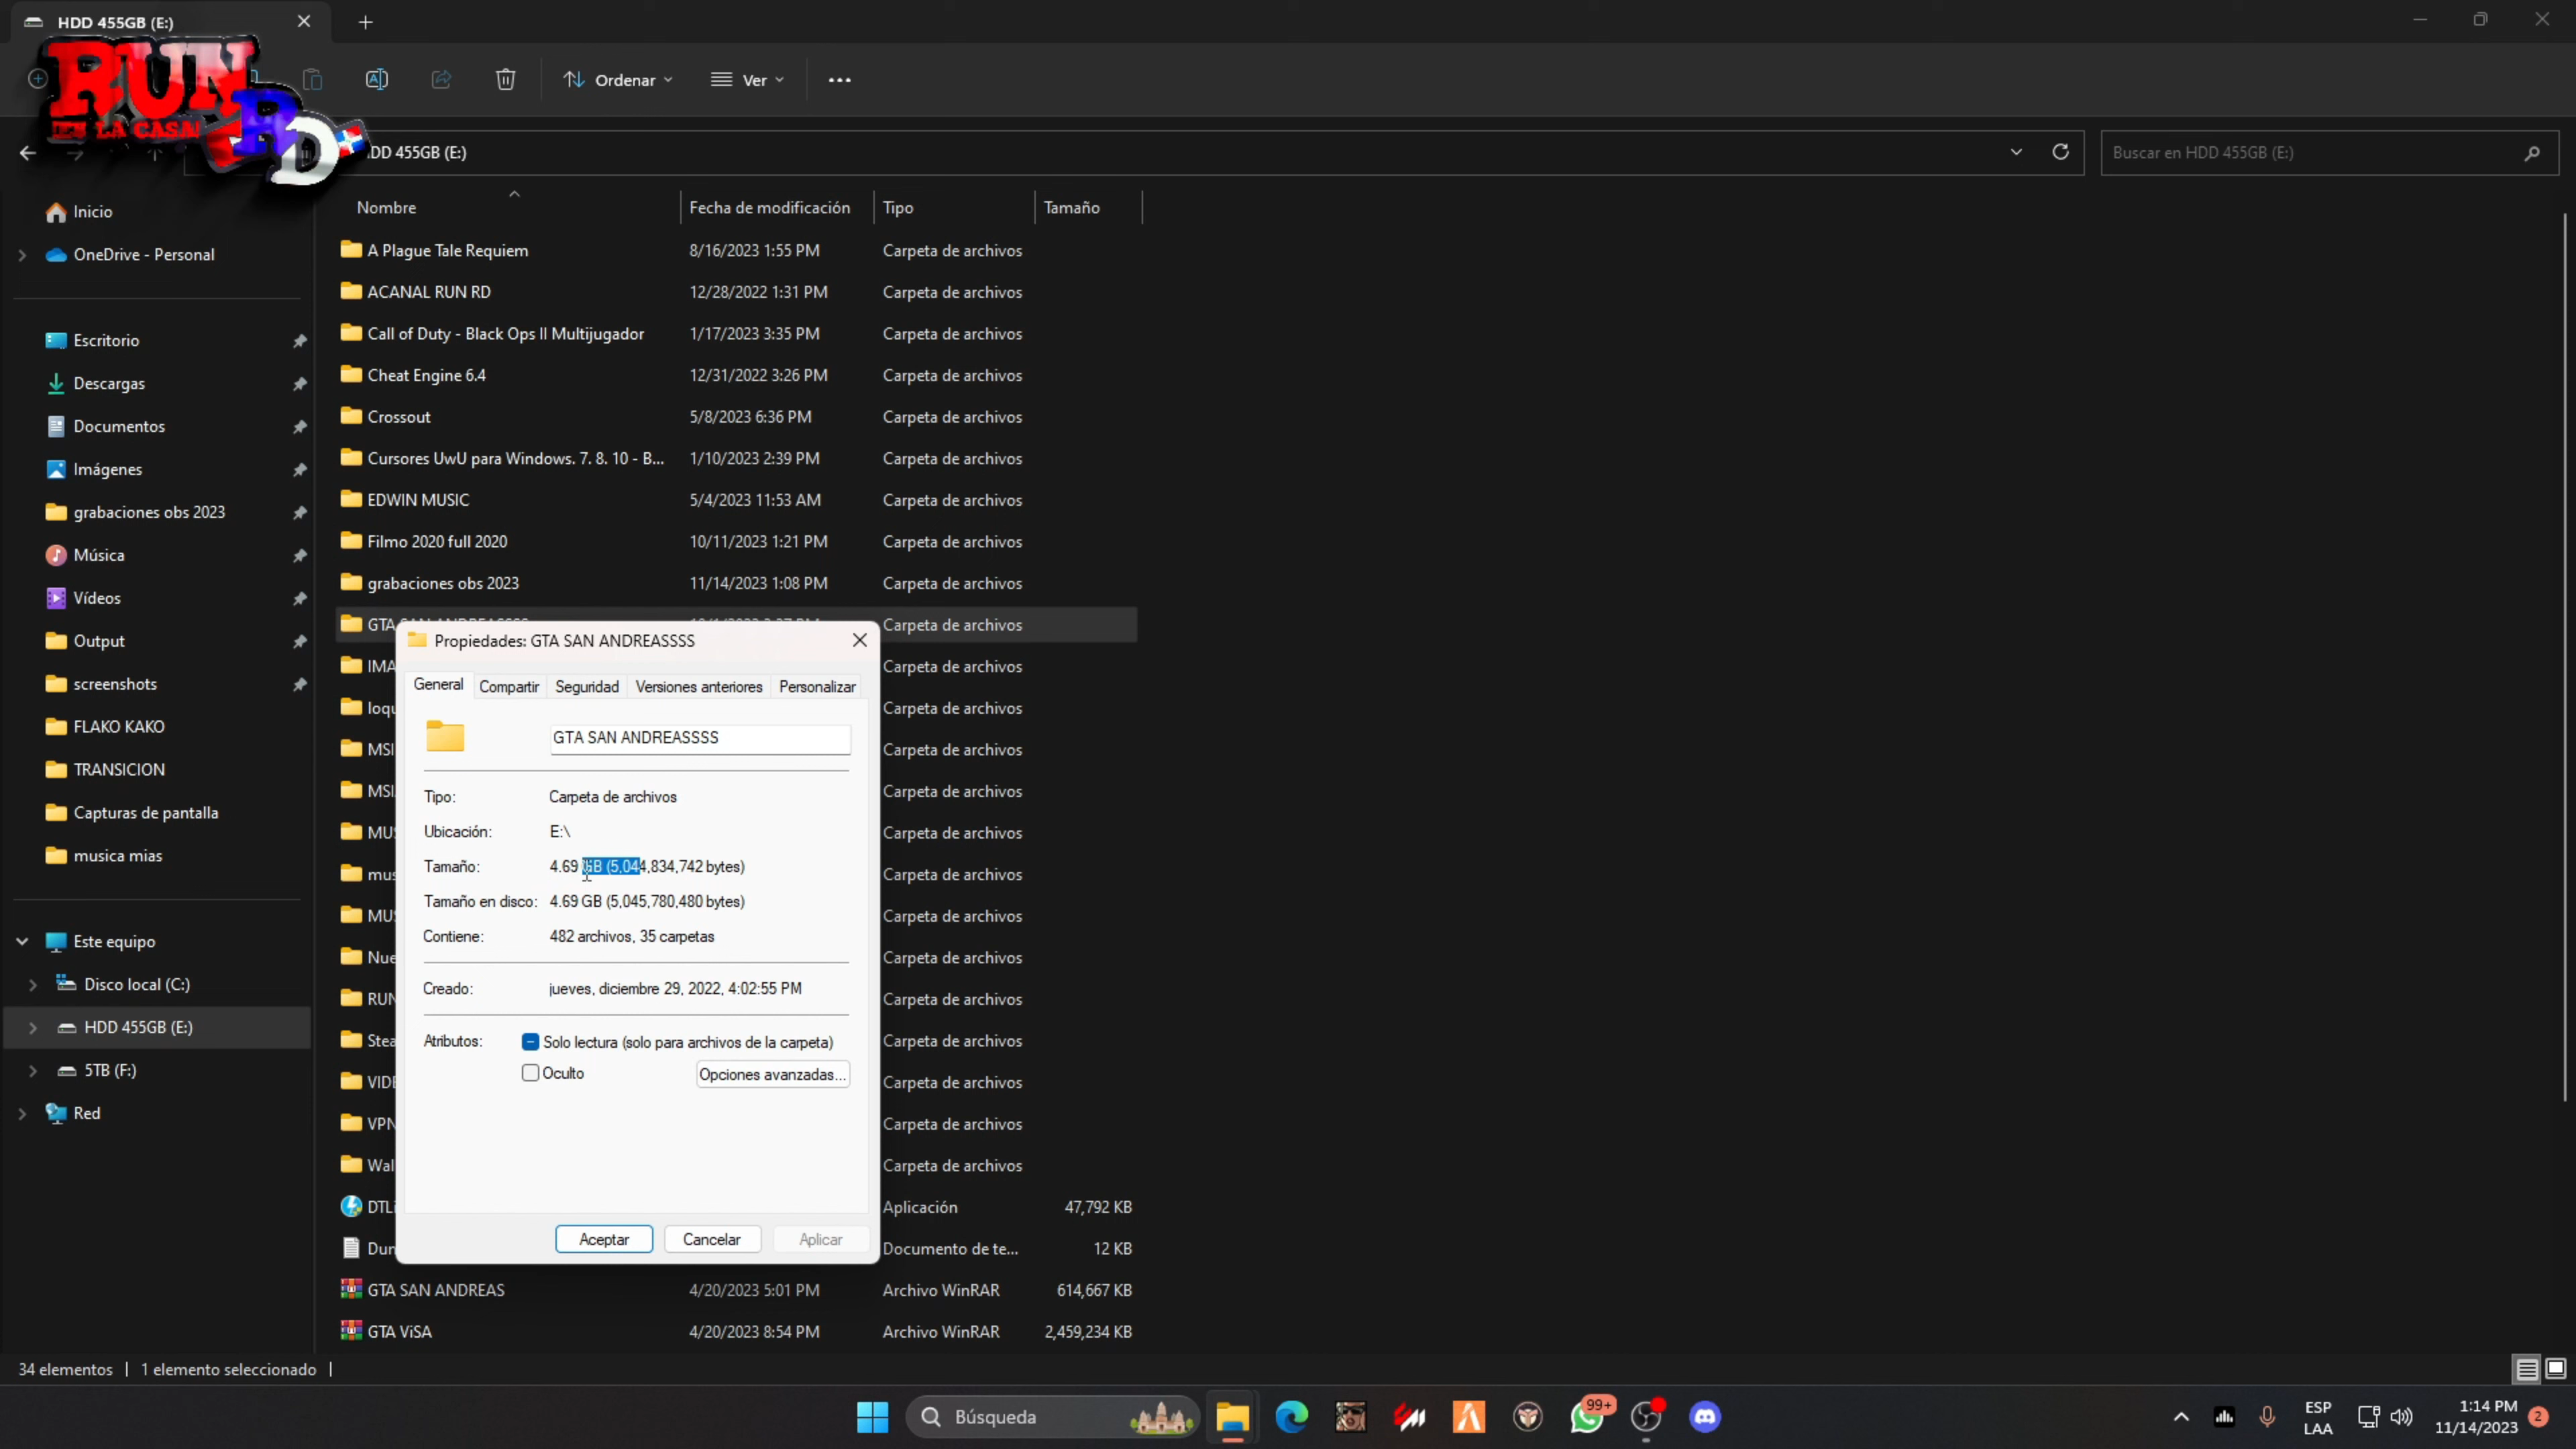 HDD 455GB (E:)
RUN
¡EN LA CASA!
RD
Ordenar
Ver
HDD 455GB (E:)
Buscar en HDD 455GB (E:)
Inicio
OneDrive - Personal
Escritorio
Descargas
Documentos
Imágenes
grabaciones obs 2023
Música
Vídeos
Output
screenshots
FLAKO KAKO
TRANSICION
Capturas de pantalla
musica mias
Este equipo
Disco local (C:)
HDD 455GB (E:)
5TB (F:)
Red
Nombre Fecha de modificación Tipo Tamaño
A Plague Tale Requiem 8/16/2023 1:55 PM Carpeta de archivos
ACANAL RUN RD 12/28/2022 1:31 PM Carpeta de archivos
Call of Duty - Black Ops II Multijugador 1/17/2023 3:35 PM Carpeta de archivos
Cheat Engine 6.4 12/31/2022 3:26 PM Carpeta de archivos
Crossout 5/8/2023 6:36 PM Carpeta de archivos
Cursores UwU para Windows. 7. 8. 10 - B... 1/10/2023 2:39 PM Carpeta de archivos
EDWIN MUSIC 5/4/2023 11:53 AM Carpeta de archivos
Filmo 2020 full 2020 10/11/2023 1:21 PM Carpeta de archivos
grabaciones obs 2023 11/14/2023 1:08 PM Carpeta de archivos
GTA SAN ANDREASSSS Carpeta de archivos
IMA Carpeta de archivos
loqu Carpeta de archivos
MSI Carpeta de archivos
MSI Carpeta de archivos
MUS Carpeta de archivos
mus Carpeta de archivos
MUS Carpeta de archivos
Nue Carpeta de archivos
RUN Carpeta de archivos
Stea Carpeta de archivos
VIDE Carpeta de archivos
VPN Carpeta de archivos
Wal Carpeta de archivos
DTLi Aplicación 47,792 KB
Dun Documento de te... 12 KB
GTA SAN ANDREAS 4/20/2023 5:01 PM Archivo WinRAR 614,667 KB
GTA ViSA 4/20/2023 8:54 PM Archivo WinRAR 2,459,234 KB
Propiedades: GTA SAN ANDREASSSS
General Compartir Seguridad Versiones anteriores Personalizar
GTA SAN ANDREASSSS
Tipo: Carpeta de archivos
Ubicación: E:\
Tamaño: 4.69 GB (5,044,834,742 bytes)
Tamaño en disco: 4.69 GB (5,045,780,480 bytes)
Contiene: 482 archivos, 35 carpetas
Creado: jueves, diciembre 29, 2022, 4:02:55 PM
Atributos: Solo lectura (solo para archivos de la carpeta)
Oculto Opciones avanzadas...
Aceptar Cancelar Aplicar
34 elementos 1 elemento seleccionado
Búsqueda
99+
ESP
LAA
1:14 PM
11/14/2023
2